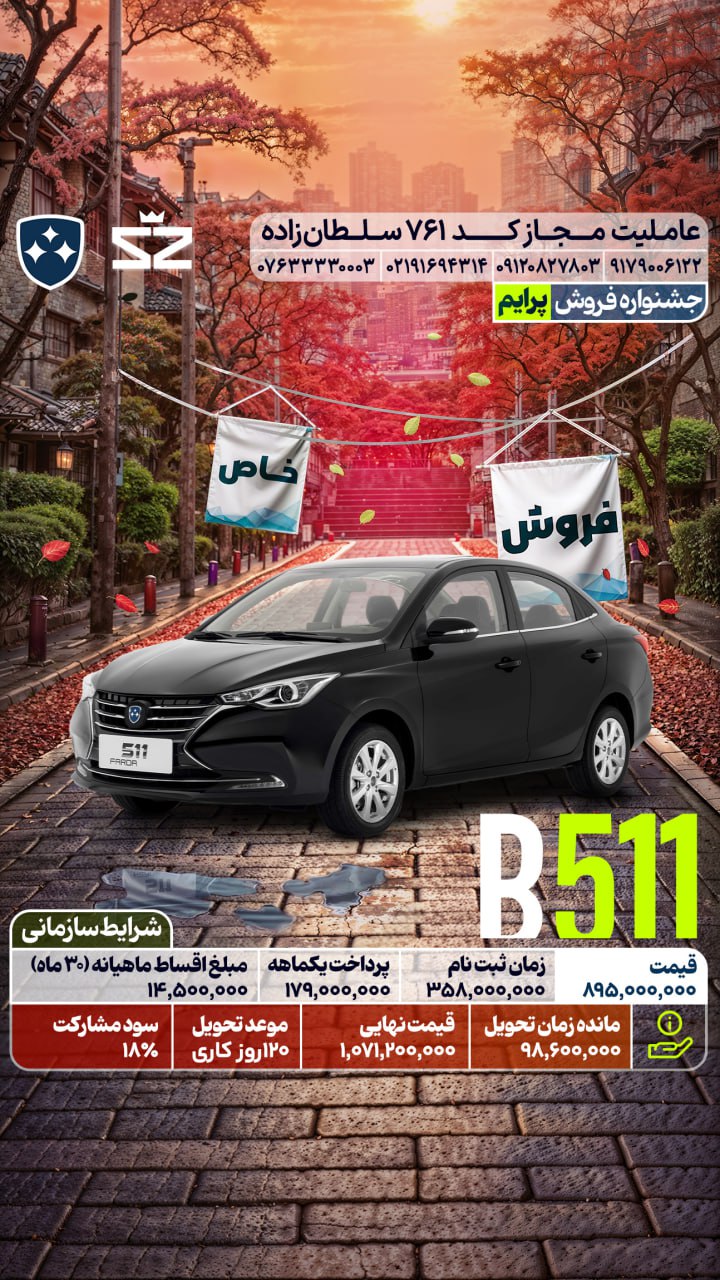 عاملیت مجاز کد ۷۶۱ سلطان‌زاده
۹۱۷۹۰۰۶۱۲۲ ۰۹۱۲۰۸۲۷۸۰۳ ۰۲۱۹۱۶۹۴۳۱۴ ۰۷۶۳۳۳۳۰۰۰۳
جشنواره فروش پرایم
SZ
فروش
خاص
511
FARDA
B511
شرایط سازمانی
قیمت
۸۹۵,۰۰۰,۰۰۰
زمان ثبت نام
۳۵۸,۰۰۰,۰۰۰
پرداخت یکماهه
۱۷۹,۰۰۰,۰۰۰
مبلغ اقساط ماهیانه (۳۰ ماه)
۱۴,۵۰۰,۰۰۰
مانده زمان تحویل
۹۸,۶۰۰,۰۰۰
قیمت نهایی
۱,۰۷۱,۲۰۰,۰۰۰
موعد تحویل
۱۲۰روز کاری
سود مشارکت
۱۸%